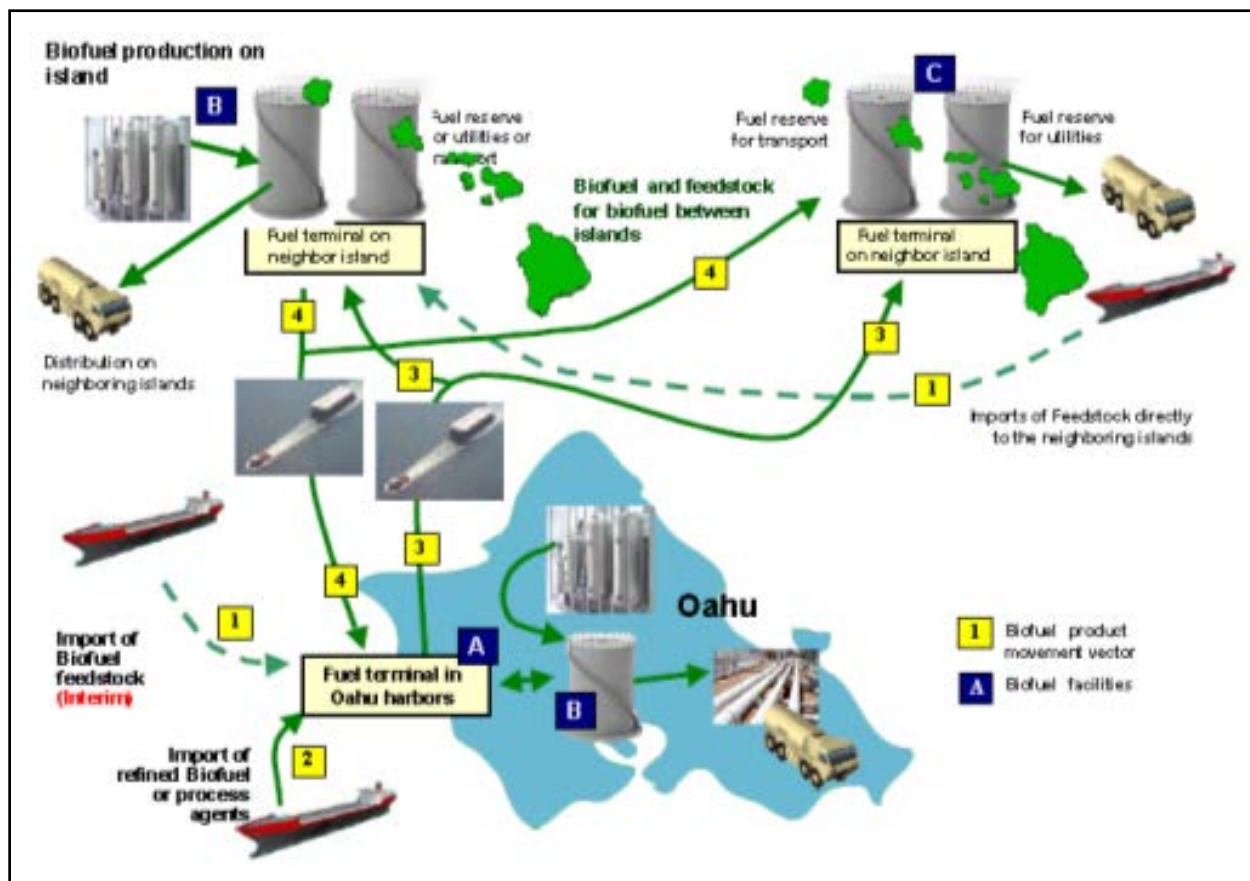 Biofuel production on
island
B
Fuel reserve
or utilities or
Fuel terminal on
neighbor island
Distribution on
neighboring islands
C
Fuel reserve
for transport
Fuel reserve
for utilities
Fuel terminal
on neighbor island
Biofuel and feedstock
for biofuel between
islands
4
4
3
3
1
Imports of Feedstock directly
to the neighboring islands
3
4
1
Import of
Biofuel
feedstock
(Interim)
Oahu
A
Fuel terminal in
Oahu harbors
B
2
Import of
refined Biofuel
or process
agents
1
Biofuel product
movement vector
A
Biofuel facilities